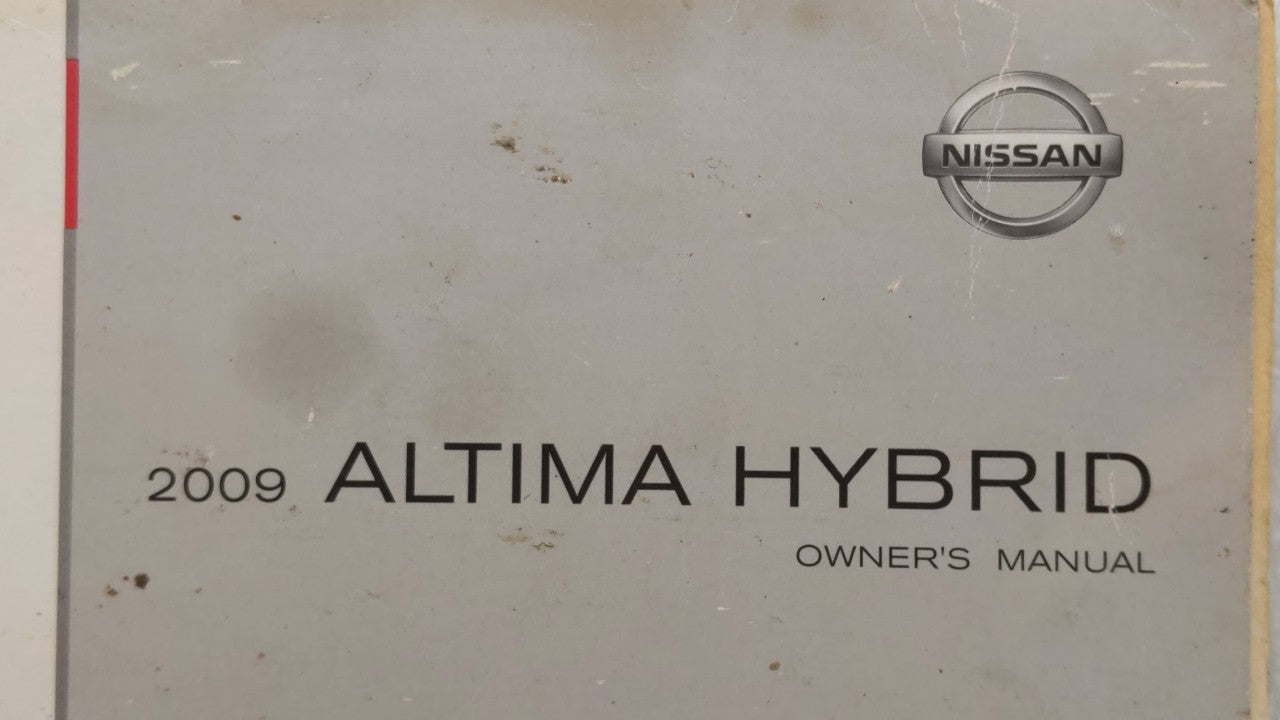 NISSAN
2009 ALTIMA HYBRID
OWNER'S MANUAL